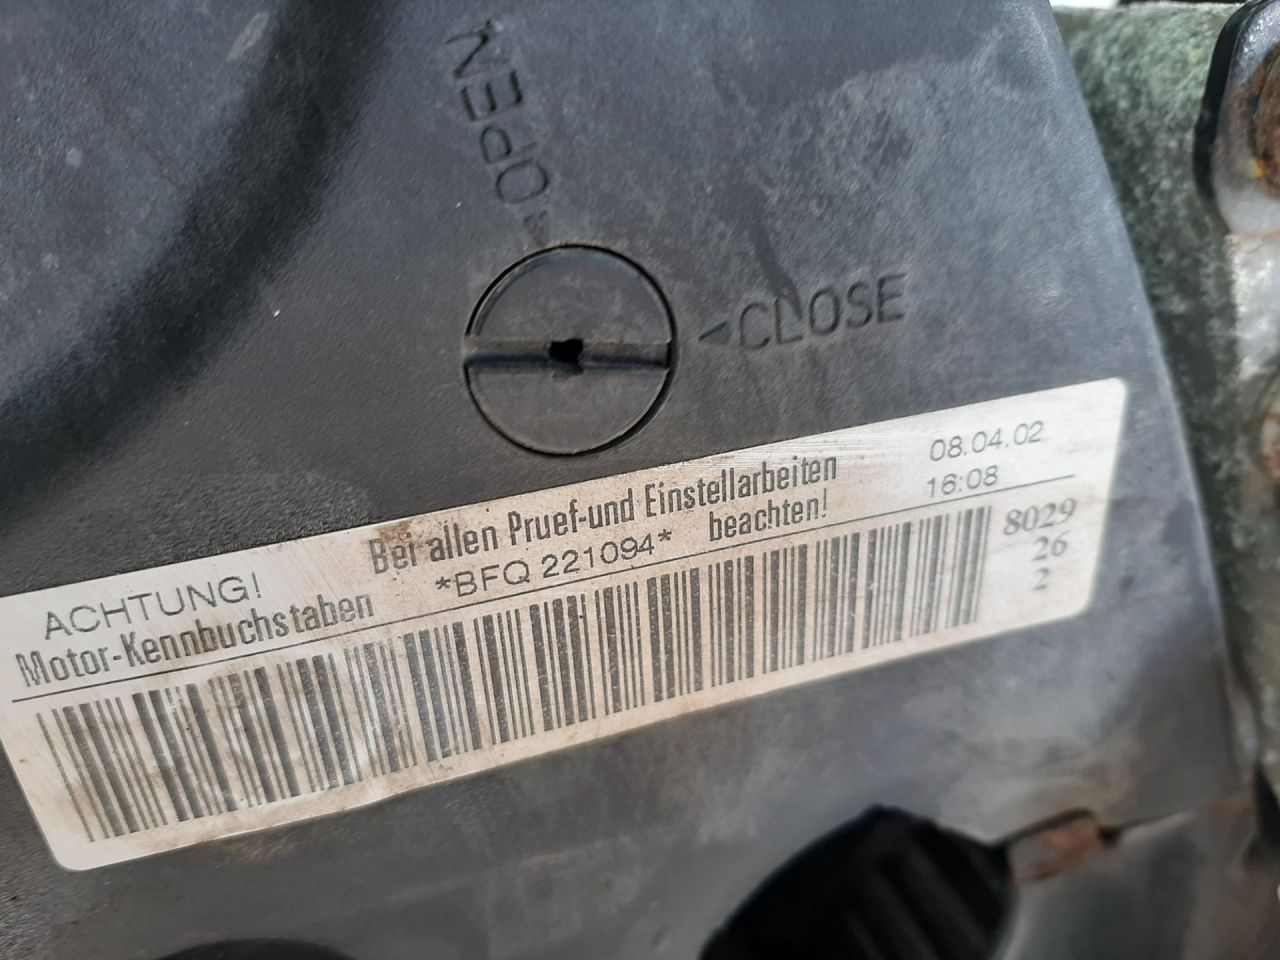 OPEN
CLOSE
ACHTUNG! Bei allen Pruef-und Einstellarbeiten 08.04.02
Motor-Kennbuchstaben *BFQ 221094* beachten! 16:08
8029
26
2